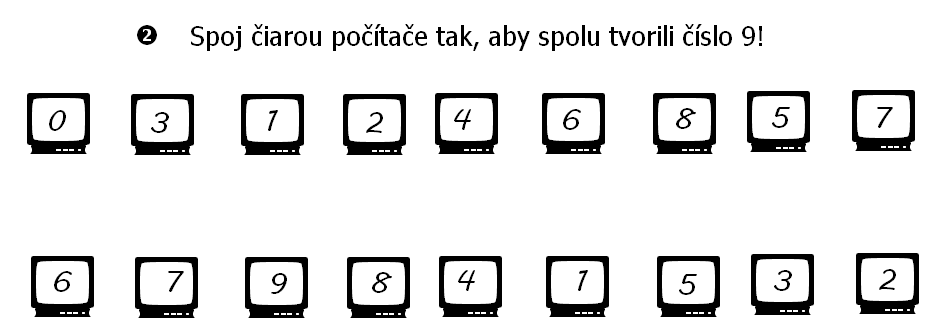 ❷ Spoj čiarou počítače tak, aby spolu tvorili číslo 9!
0 3 1 2 4 6 8 5 7
6 7 9 8 4 1 5 3 2